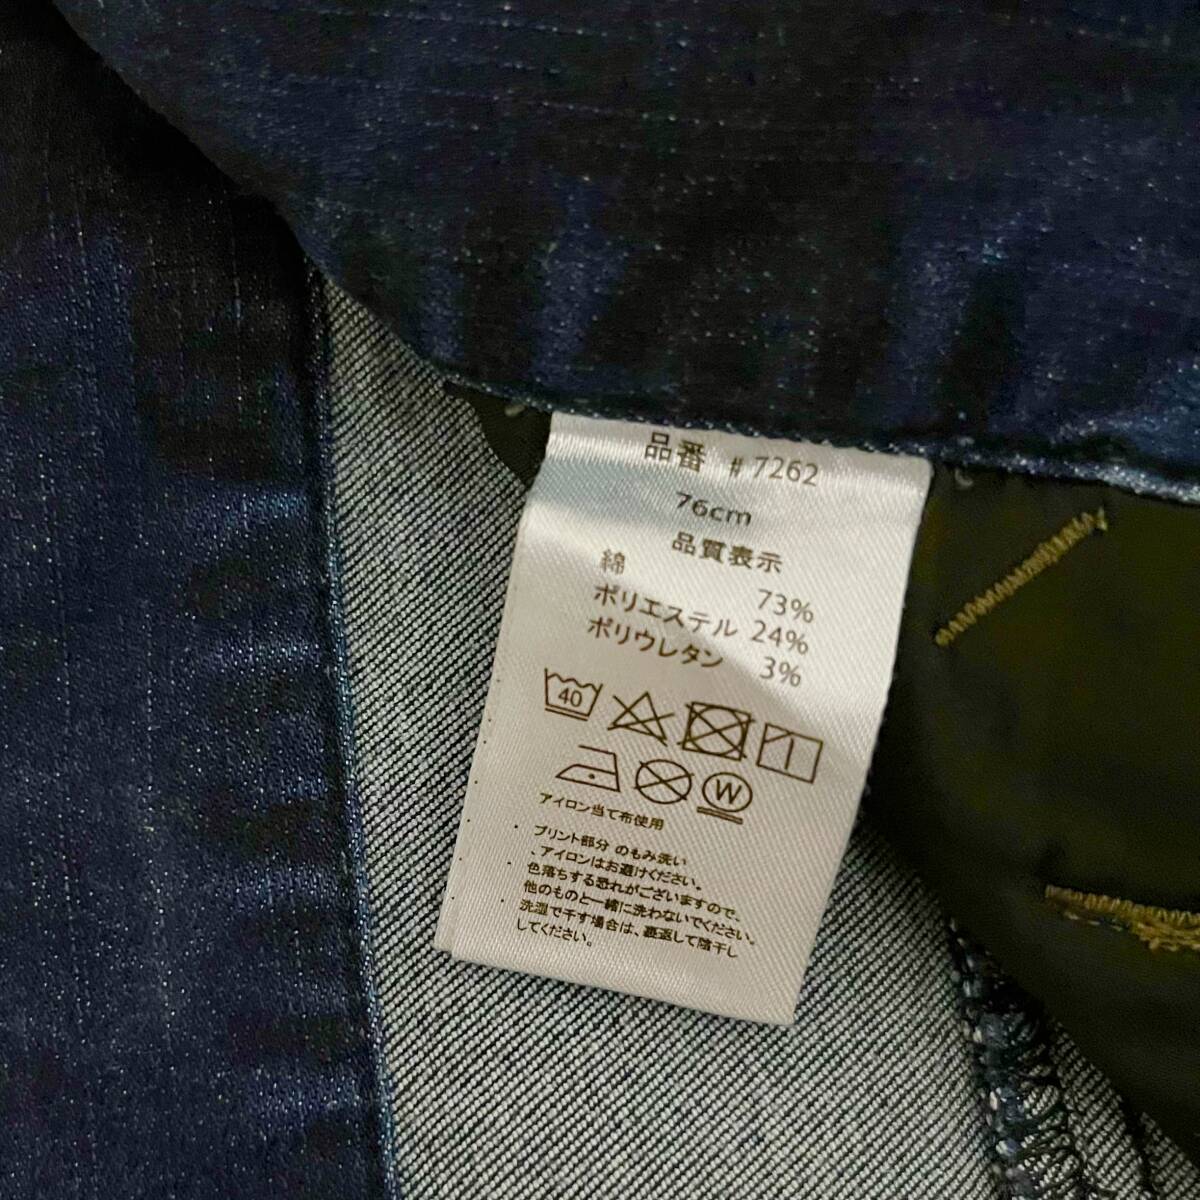 品番 #7262
76cm
品質表示
綿 73%
ポリエステル 24%
ポリウレタン 3%
40
W
アイロン当て布使用
・プリント部分 のもみ洗い
、アイロンはお避けください。
・色落ちする恐れがございますので、
他のものと一緒に洗わないでください。
・洗湿で干す場合は、裏返して陰干し
してください。